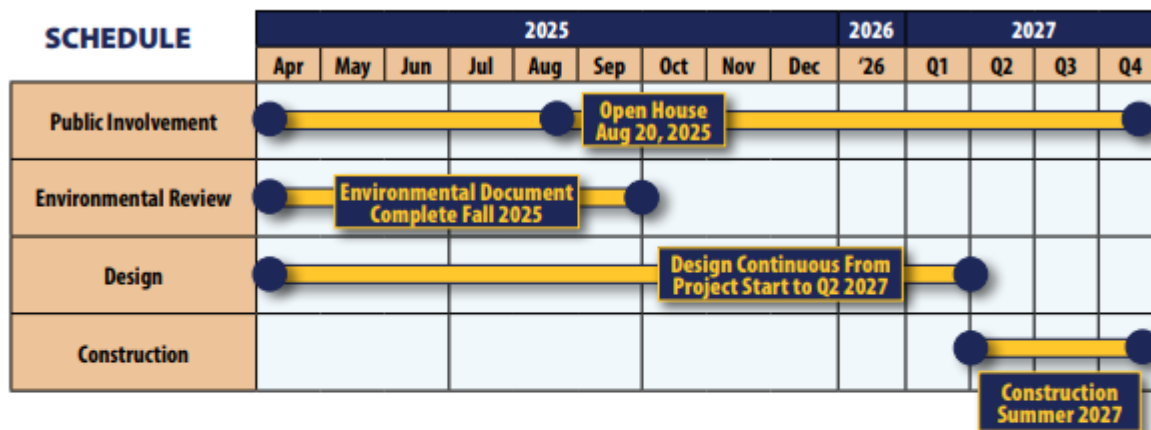 SCHEDULE
2025 2026 2027
Apr May Jun Jul Aug Sep Oct Nov Dec ‘26 Q1 Q2 Q3 Q4
Public Involvement
Open House
Aug 20, 2025
Environmental Review
Environmental Document
Complete Fall 2025
Design
Design Continuous From
Project Start to Q2 2027
Construction
Construction
Summer 2027